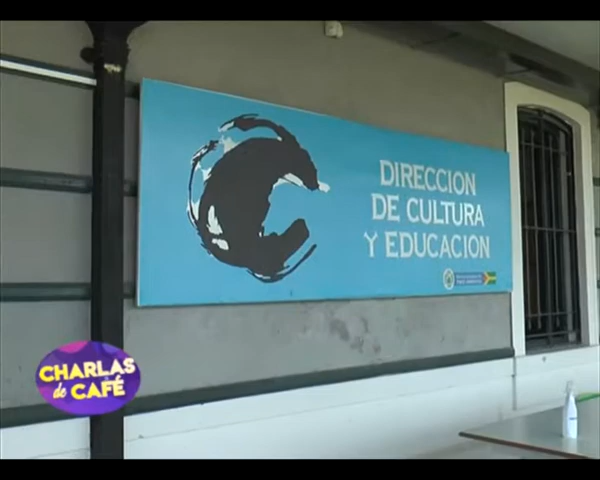 DIRECCION
DE CULTURA
Y EDUCACION
CHARLAS
de CAFÉ